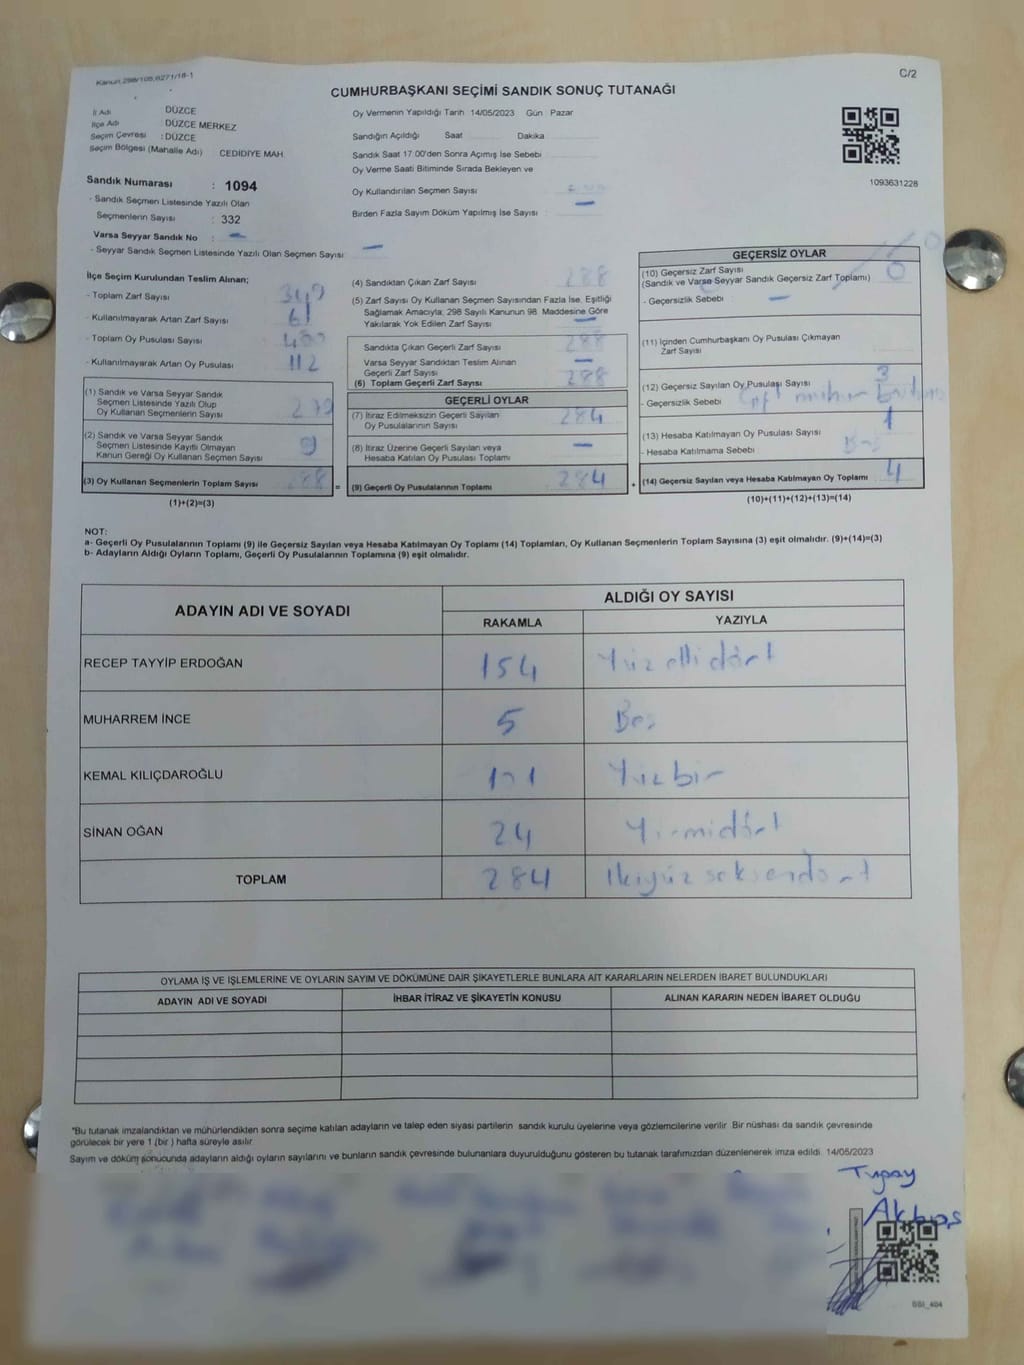 Kanun 298/105,6271/18-1
C/2
CUMHURBAŞKANI SEÇİMİ SANDIK SONUÇ TUTANAĞI
İl Adı DÜZCE
İlçe Adı DÜZCE MERKEZ
Seçim Çevresi : DÜZCE
Seçim Bölgesi (Mahalle Adı) CEDİDİYE MAH.
Oy Vermenin Yapıldığı Tarih 14/05/2023 Gün : Pazar
Sandığın Açıldığı Saat Dakika
Sandık Saat 17.00'den Sonra Açımış İse Sebebi
Oy Verme Saati Bitiminde Sırada Bekleyen ve
Oy Kullandırılan Seçmen Sayısı
Birden Fazla Sayım Döküm Yapılmış İse Sayısı : -
1093631228
Sandık Numarası : 1094
- Sandık Seçmen Listesinde Yazılı Olan
Seçmenlerin Sayısı : 332
Varsa Seyyar Sandık No : -
- Seyyar Sandık Seçmen Listesinde Yazılı Olan Seçmen Sayısı : -
İlçe Seçim Kurulundan Teslim Alınan;
- Toplam Zarf Sayısı 349
- Kullanılmayarak Artan Zarf Sayısı 61
- Toplam Oy Pusulası Sayısı 400
- Kullanılmayarak Artan Oy Pusulası 112
(1) Sandık ve Varsa Seyyar Sandık
Seçmen Listesinde Yazılı Olup
Oy Kullanan Seçmenlerin Sayısı 279
(2) Sandık ve Varsa Seyyar Sandık
Seçmen Listesinde Kayıtlı Olmayan
Kanun Gereği Oy Kullanan Seçmen Sayısı 9
(3) Oy Kullanan Seçmenlerin Toplam Sayısı 288
(1)+(2)=(3)
(4) Sandıktan Çıkan Zarf Sayısı : 288
(5) Zarf Sayısı Oy Kullanan Seçmen Sayısından Fazla İse, Eşitliği
Sağlamak Amacıyla; 298 Sayılı Kanunun 98. Maddesine Göre
Yakılarak Yok Edilen Zarf Sayısı -
Sandıkta Çıkan Geçerli Zarf Sayısı 288
Varsa Seyyar Sandıktan Teslim Alınan
Geçerli Zarf Sayısı -
(6) Toplam Geçerli Zarf Sayısı 288
GEÇERLİ OYLAR
(7) İtiraz Edilmeksizin Geçerli Sayılan
Oy Pusulalarının Sayısı 284
(8) İtiraz Üzerine Geçerli Sayılan veya
Hesaba Katılan Oy Pusulası Toplamı -
= (9) Geçerli Oy Pusulalarının Toplamı 284
GEÇERSİZ OYLAR
(10) Geçersiz Zarf Sayısı
(Sandık ve Varsa Seyyar Sandık Geçersiz Zarf Toplamı) 0
- Geçersizlik Sebebi : -
(11) İçinden Cumhurbaşkanı Oy Pusulası Çıkmayan
Zarf Sayısı
(12) Geçersiz Sayılan Oy Pusulası Sayısı 3
- Geçersizlik Sebebi Çift mühür
(13) Hesaba Katılmayan Oy Pusulası Sayısı 1
- Hesaba Katılmama Sebebi Boş
+ (14) Geçersiz Sayılan veya Hesaba Katılmayan Oy Toplamı 4
(10)+(11)+(12)+(13)=(14)
NOT:
a- Geçerli Oy Pusulalarının Toplamı (9) ile Geçersiz Sayılan veya Hesaba Katılmayan Oy Toplamı (14) Toplamları, Oy Kullanan Seçmenlerin Toplam Sayısına (3) eşit olmalıdır. (9)+(14)=(3)
b- Adayların Aldığı Oyların Toplamı, Geçerli Oy Pusulalarının Toplamına (9) eşit olmalıdır.
ADAYIN ADI VE SOYADI
ALDIĞI OY SAYISI
RAKAMLA YAZIYLA
RECEP TAYYİP ERDOĞAN 154 Yüzellidört
MUHARREM İNCE 5 Beş
KEMAL KILIÇDAROĞLU 101 Yüzbir
SİNAN OĞAN 24 Yirmidört
TOPLAM 284 İkiyüzseksendört
OYLAMA İŞ VE İŞLEMLERİNE VE OYLARIN SAYIM VE DÖKÜMÜNE DAİR ŞİKAYETLERLE BUNLARA AİT KARARLARIN NELERDEN İBARET BULUNDUKLARI
ADAYIN ADI VE SOYADI İHBAR İTİRAZ VE ŞİKAYETİN KONUSU ALINAN KARARIN NEDEN İBARET OLDUĞU
"Bu tutanak imzalandıktan ve mühürlendikten sonra seçime katılan adayların ve talep eden siyasi partilerin sandık kurulu üyelerine veya gözlemcilerine verilir. Bir nüshası da sandık çevresinde
görülecek bir yere 1 (bir ) hafta süreyle asılır.
Sayım ve döküm sonucunda adayların aldığı oyların sayılarını ve bunların sandık çevresinde bulunanlara duyurulduğunu gösteren bu tutanak tarafımızdan düzenlenerek imza edildi. 14/05/2023
Tugay
Akbaş
SSI_404